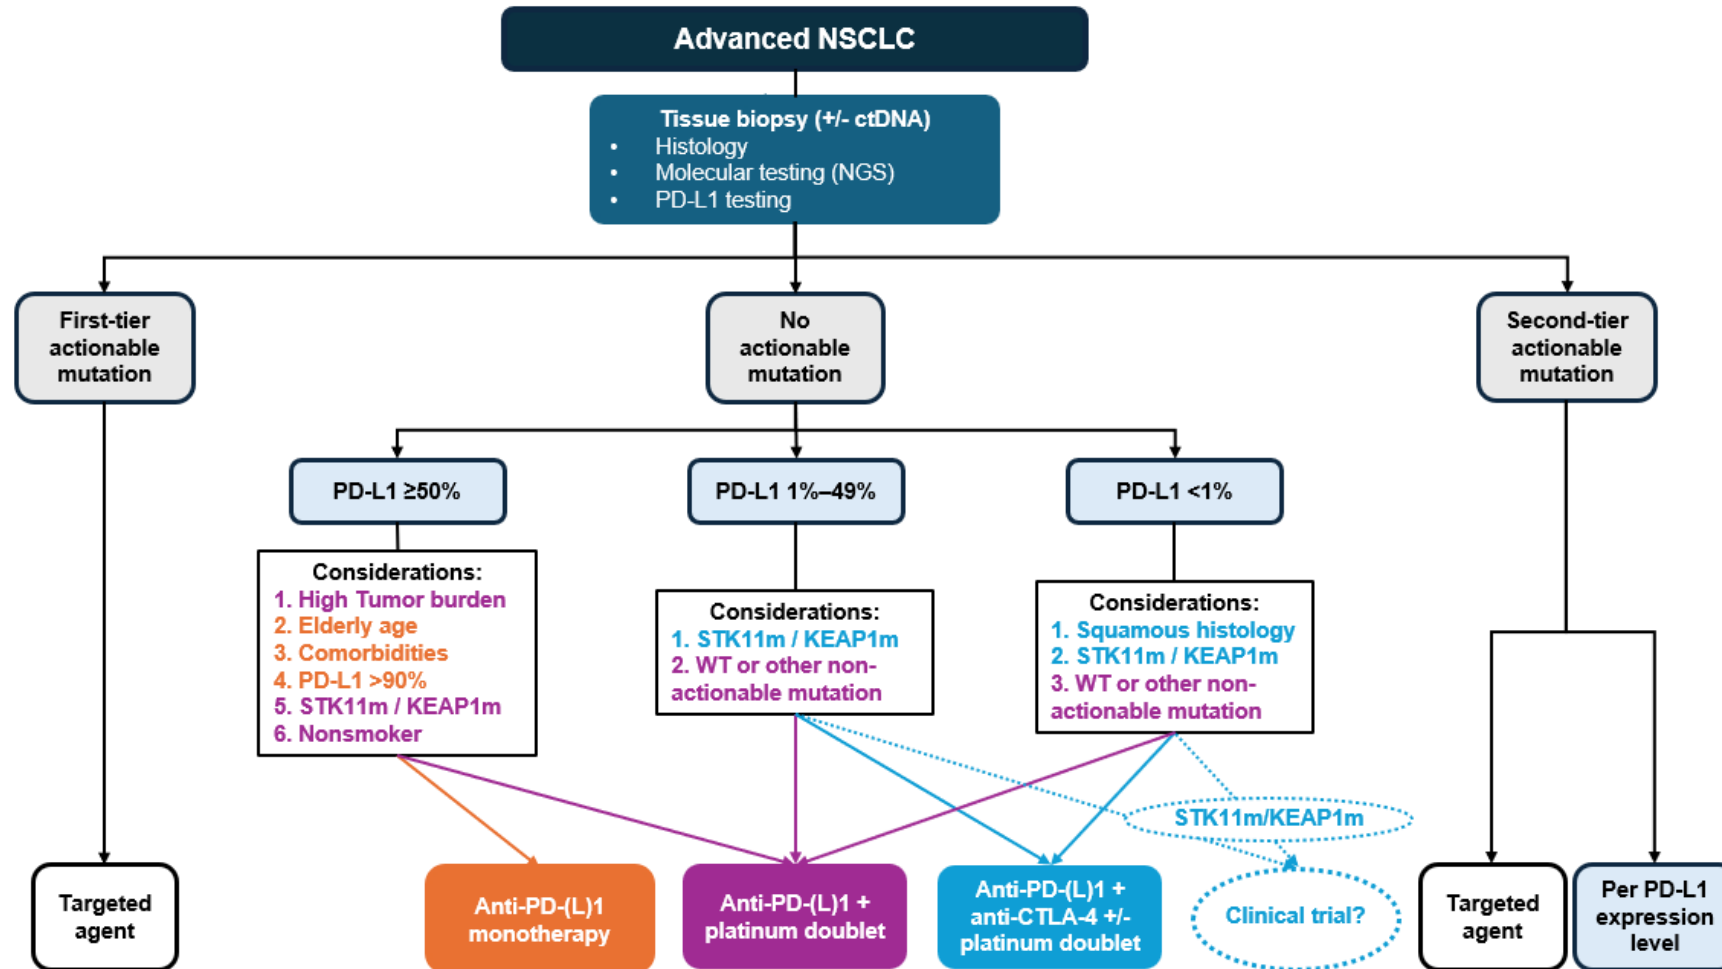 Advanced NSCLC
Tissue biopsy (+/- ctDNA)
• Histology
• Molecular testing (NGS)
• PD-L1 testing
First-tier
actionable
mutation
No
actionable
mutation
Second-tier
actionable
mutation
PD-L1 ≥50%
PD-L1 1%–49%
PD-L1 <1%
Considerations:
1. High Tumor burden
2. Elderly age
3. Comorbidities
4. PD-L1 >90%
5. STK11m / KEAP1m
6. Nonsmoker
Considerations:
1. STK11m / KEAP1m
2. WT or other non-
actionable mutation
Considerations:
1. Squamous histology
2. STK11m / KEAP1m
3. WT or other non-
actionable mutation
STK11m/KEAP1m
Targeted
agent
Anti-PD-(L)1
monotherapy
Anti-PD-(L)1 +
platinum doublet
Anti-PD-(L)1 +
anti-CTLA-4 +/-
platinum doublet
Clinical trial?
Targeted
agent
Per PD-L1
expression
level